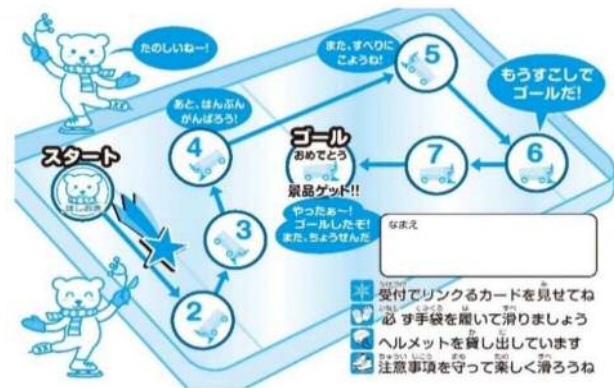 たのしいねー!
また、すべりに
こようね!
5
もうすこしで
ゴールだ!
あと、はんぶん
がんばろう!
4
ゴール
おめでとう
景品ゲット!!
7
6
スタート
やったぁ〜!
ゴールしたぞ!
また、ちょうせんだ
3
2
なまえ
受付でリンクるカードを見せてね
必ず手袋を履いて滑りましょう
ヘルメットを貸し出しています
注意事項を守って楽しく滑ろうね